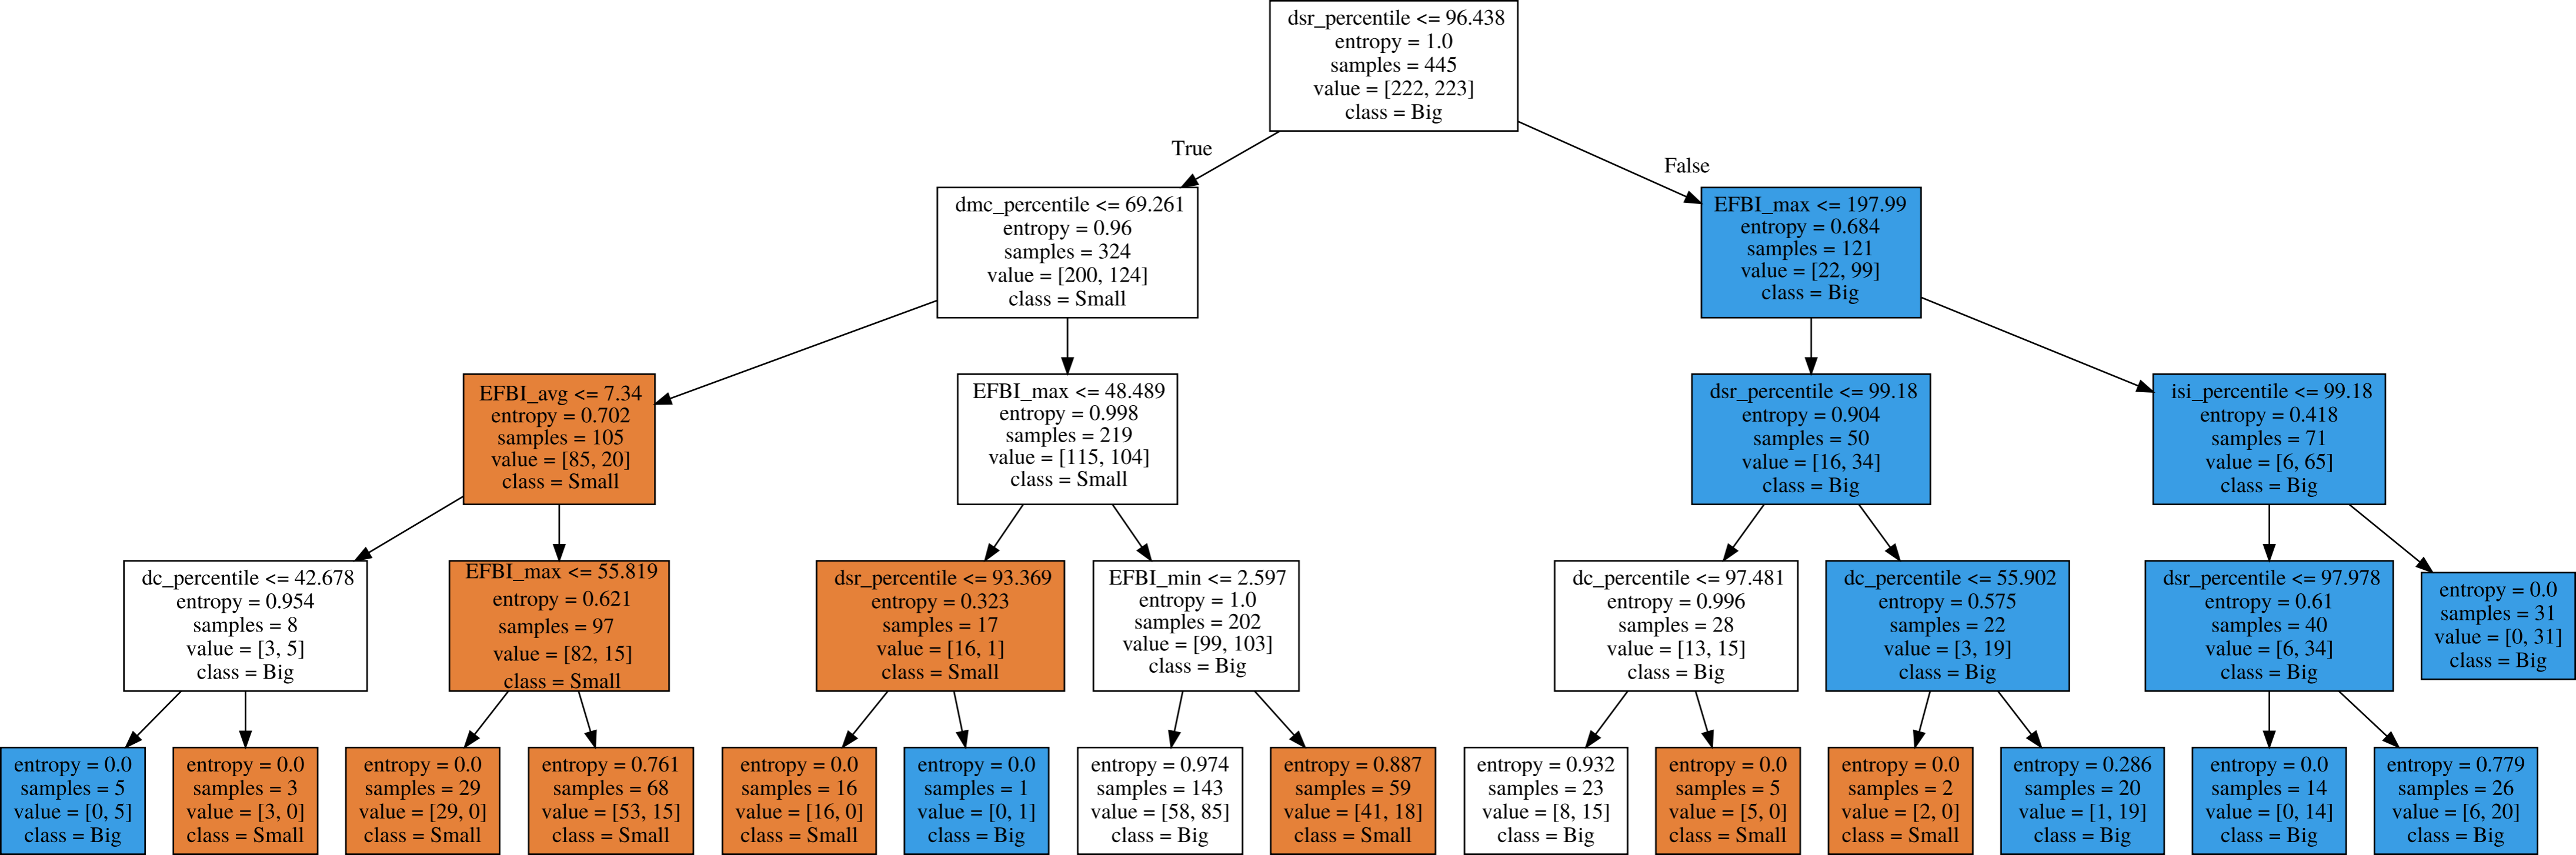 dsr_percentile <= 96.438
entropy = 1.0
samples = 445
value = [222, 223]
class = Big
True
False
dmc_percentile <= 69.261
entropy = 0.96
samples = 324
value = [200, 124]
class = Small
EFBI_max <= 197.99
entropy = 0.684
samples = 121
value = [22, 99]
class = Big
EFBI_avg <= 7.34
entropy = 0.702
samples = 105
value = [85, 20]
class = Small
EFBI_max <= 48.489
entropy = 0.998
samples = 219
value = [115, 104]
class = Small
dsr_percentile <= 99.18
entropy = 0.904
samples = 50
value = [16, 34]
class = Big
isi_percentile <= 99.18
entropy = 0.418
samples = 71
value = [6, 65]
class = Big
dc_percentile <= 42.678
entropy = 0.954
samples = 8
value = [3, 5]
class = Big
EFBI_max <= 55.819
entropy = 0.621
samples = 97
value = [82, 15]
class = Small
dsr_percentile <= 93.369
entropy = 0.323
samples = 17
value = [16, 1]
class = Small
EFBI_min <= 2.597
entropy = 1.0
samples = 202
value = [99, 103]
class = Big
dc_percentile <= 97.481
entropy = 0.996
samples = 28
value = [13, 15]
class = Big
dc_percentile <= 55.902
entropy = 0.575
samples = 22
value = [3, 19]
class = Big
dsr_percentile <= 97.978
entropy = 0.61
samples = 40
value = [6, 34]
class = Big
entropy = 0.0
samples = 31
value = [0, 31]
class = Big
entropy = 0.0
samples = 5
value = [0, 5]
class = Big
entropy = 0.0
samples = 3
value = [3, 0]
class = Small
entropy = 0.0
samples = 29
value = [29, 0]
class = Small
entropy = 0.761
samples = 68
value = [53, 15]
class = Small
entropy = 0.0
samples = 16
value = [16, 0]
class = Small
entropy = 0.0
samples = 1
value = [0, 1]
class = Big
entropy = 0.974
samples = 143
value = [58, 85]
class = Big
entropy = 0.887
samples = 59
value = [41, 18]
class = Small
entropy = 0.932
samples = 23
value = [8, 15]
class = Big
entropy = 0.0
samples = 5
value = [5, 0]
class = Small
entropy = 0.0
samples = 2
value = [2, 0]
class = Small
entropy = 0.286
samples = 20
value = [1, 19]
class = Big
entropy = 0.0
samples = 14
value = [0, 14]
class = Big
entropy = 0.779
samples = 26
value = [6, 20]
class = Big